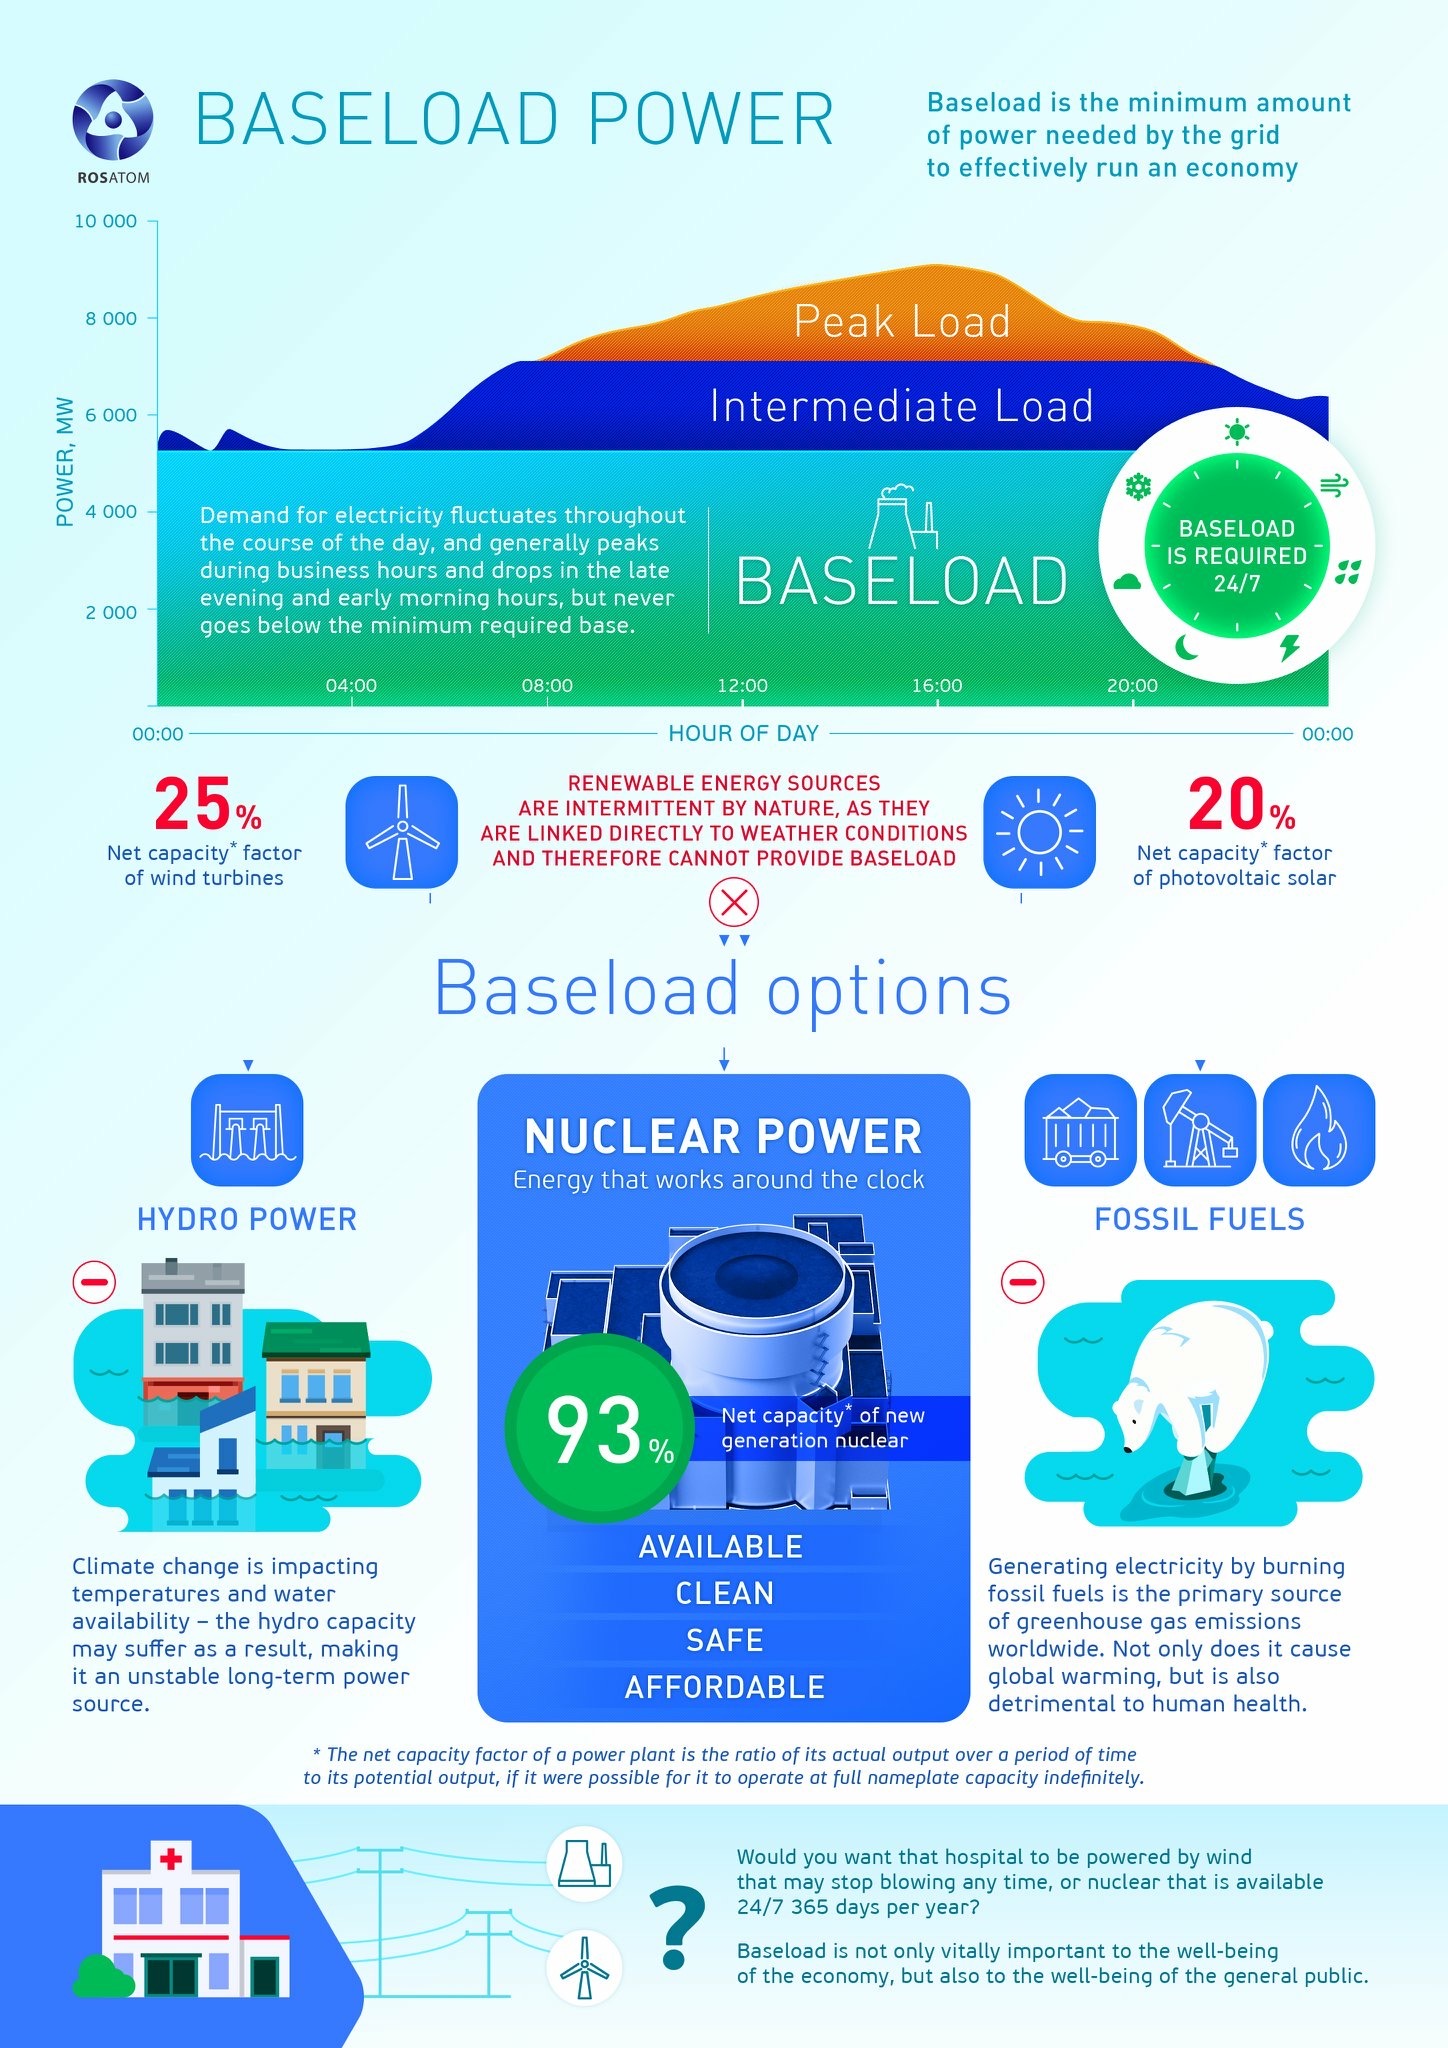 BASELOAD POWER
ROSATOM
Baseload is the minimum amount
of power needed by the grid
to effectively run an economy
10 000
8 000
6 000
4 000
2 000
POWER, MW
Peak Load
Intermediate Load
Demand for electricity fluctuates throughout
the course of the day, and generally peaks
during business hours and drops in the late
evening and early morning hours, but never
goes below the minimum required base.
BASELOAD
BASELOAD
IS REQUIRED
24/7
04:00
08:00
12:00
16:00
20:00
00:00
HOUR OF DAY
00:00
25%
Net capacity* factor
of wind turbines
RENEWABLE ENERGY SOURCES
ARE INTERMITTENT BY NATURE, AS THEY
ARE LINKED DIRECTLY TO WEATHER CONDITIONS
AND THEREFORE CANNOT PROVIDE BASELOAD
20%
Net capacity* factor
of photovoltaic solar
Baseload options
HYDRO POWER
Climate change is impacting
temperatures and water
availability – the hydro capacity
may suffer as a result, making
it an unstable long-term power
source.
NUCLEAR POWER
Energy that works around the clock
93%
Net capacity* of new
generation nuclear
AVAILABLE
CLEAN
SAFE
AFFORDABLE
FOSSIL FUELS
Generating electricity by burning
fossil fuels is the primary source
of greenhouse gas emissions
worldwide. Not only does it cause
global warming, but is also
detrimental to human health.
* The net capacity factor of a power plant is the ratio of its actual output over a period of time
to its potential output, if it were possible for it to operate at full nameplate capacity indefinitely.
?
Would you want that hospital to be powered by wind
that may stop blowing any time, or nuclear that is available
24/7 365 days per year?
Baseload is not only vitally important to the well-being
of the economy, but also to the well-being of the general public.